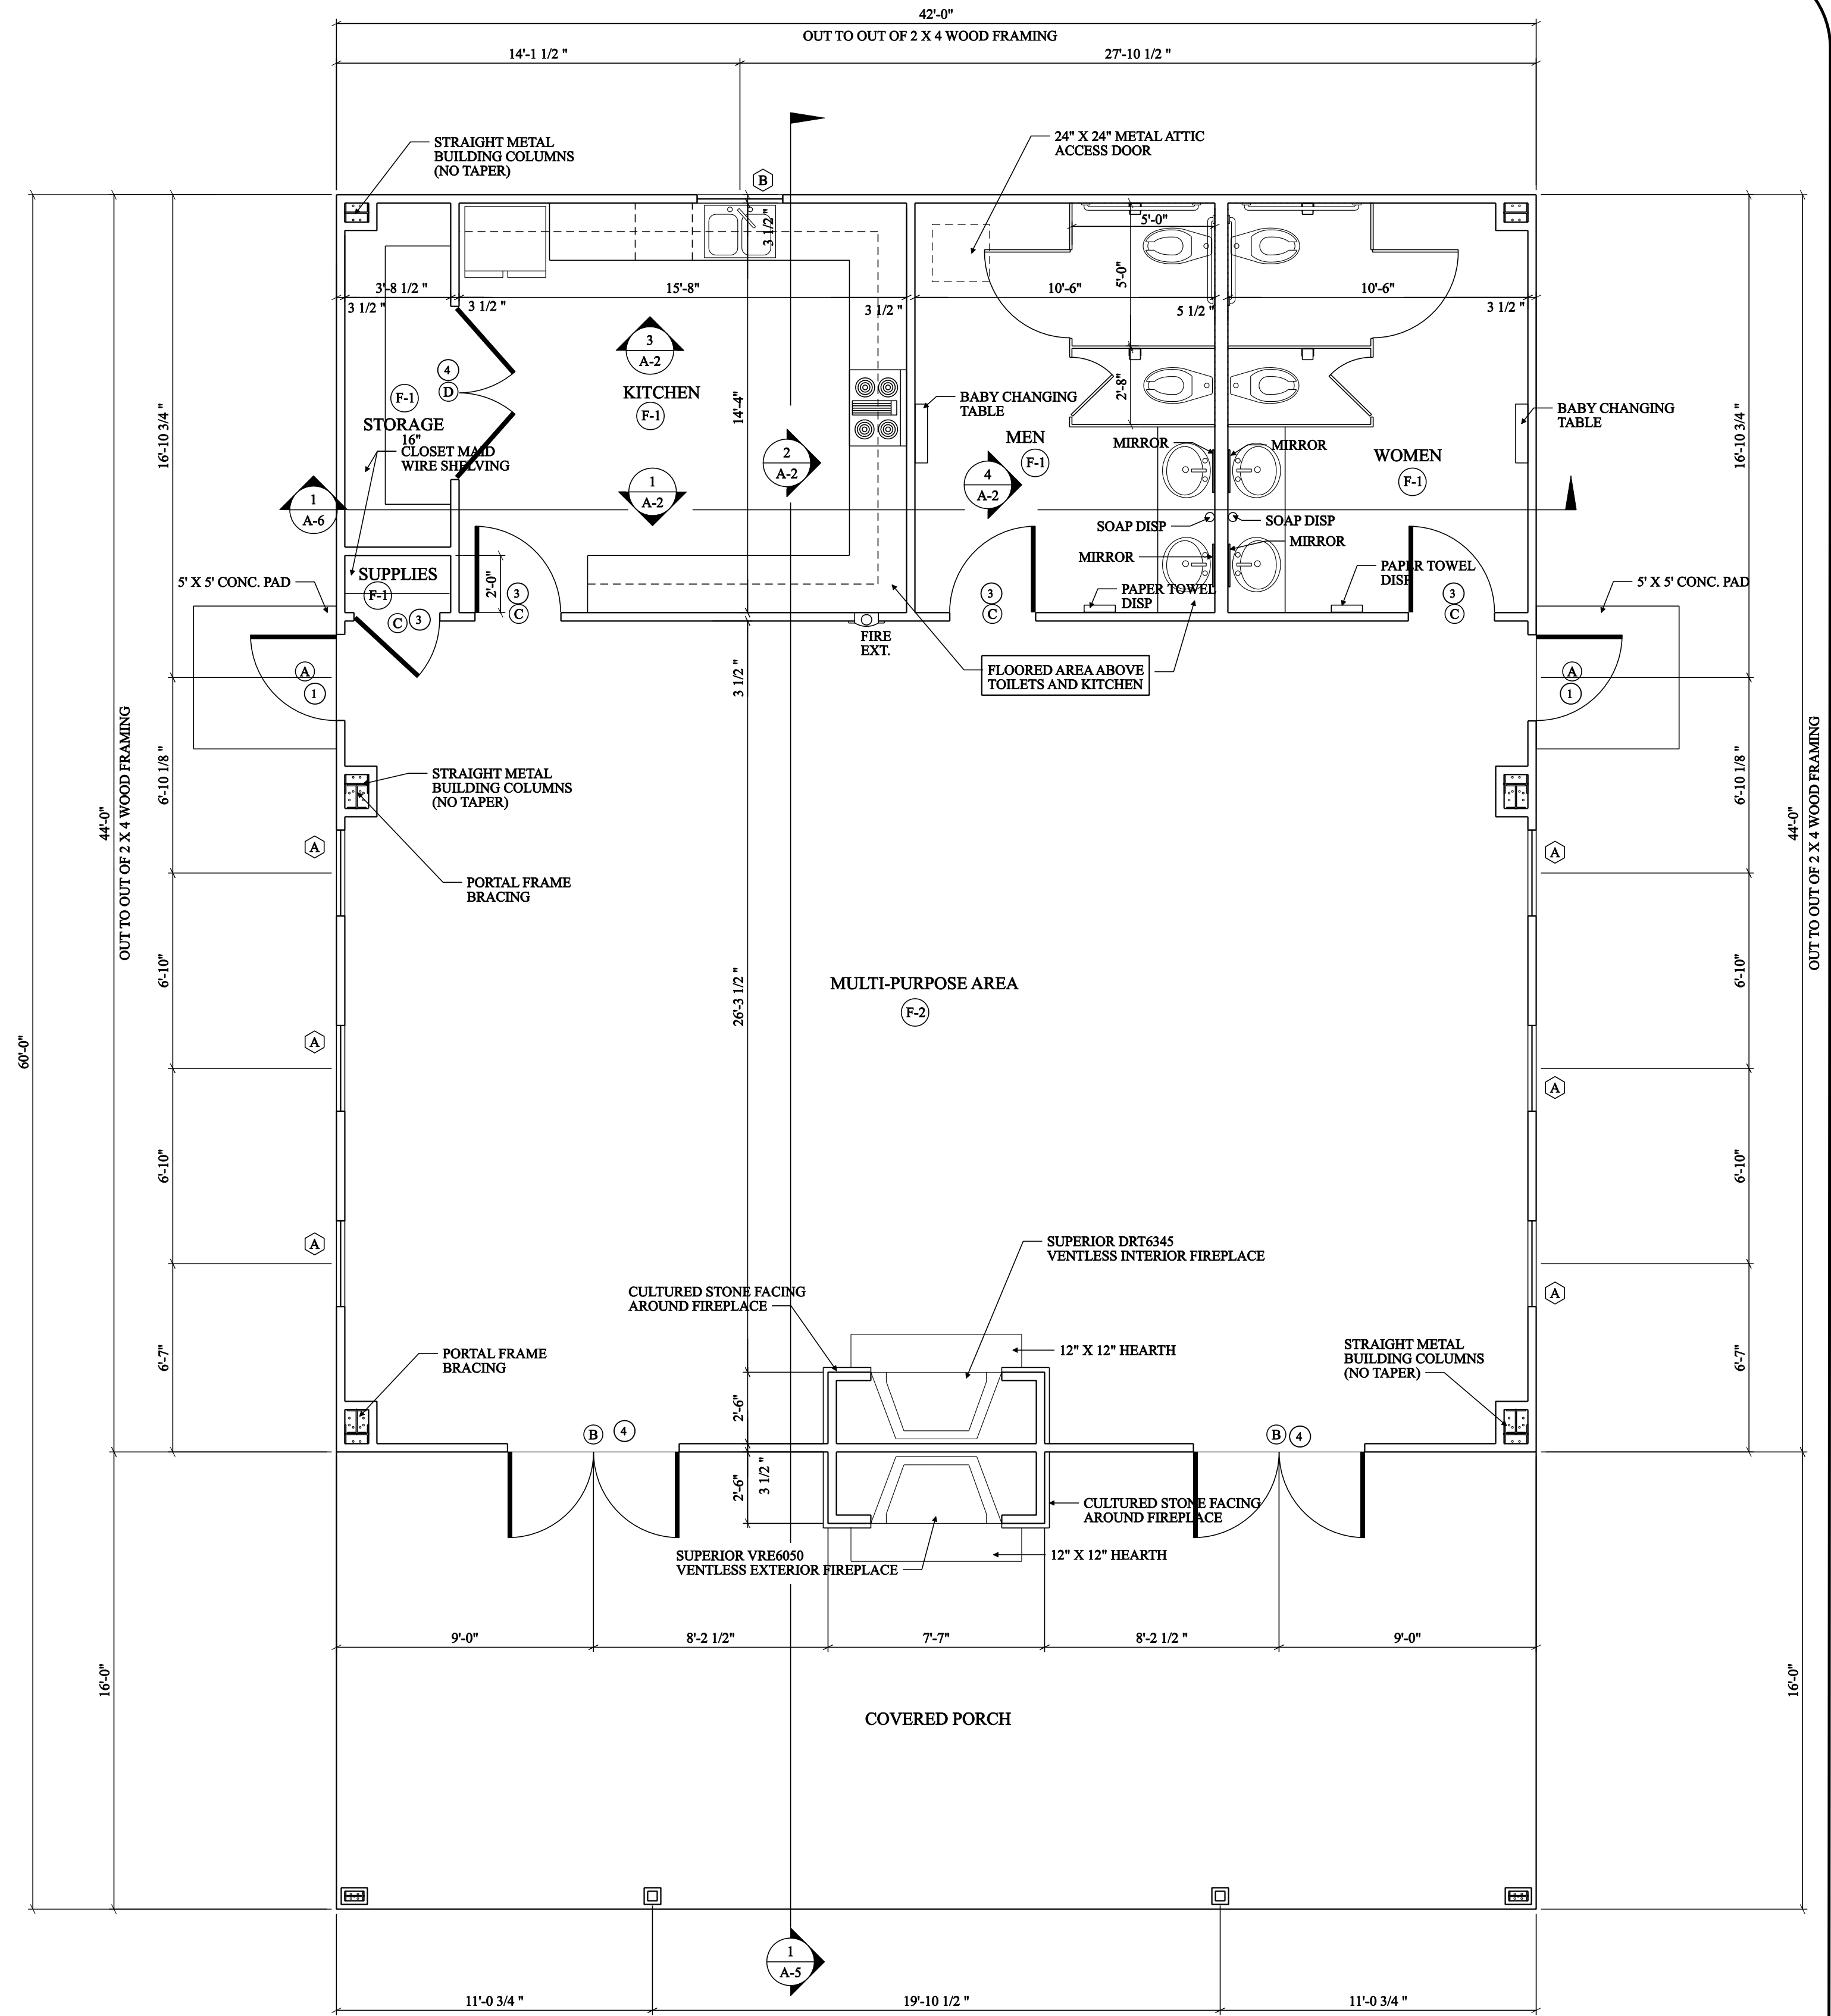 42'-0"
OUT TO OUT OF 2 X 4 WOOD FRAMING
14'-1 1/2 "
27'-10 1/2 "
STRAIGHT METAL
BUILDING COLUMNS
(NO TAPER)
24" X 24" METAL ATTIC
ACCESS DOOR
B
3 1/2 "
5'-0"
5'-0"
3'-8 1/2 "
15'-8"
10'-6"
10'-6"
3 1/2 "
3 1/2 "
3 1/2 "
5 1/2 "
3 1/2 "
3
A-2
4
D
KITCHEN
F-1
F-1
STORAGE
16"
CLOSET MAID
WIRE SHELVING
14'-4"
2'-8"
BABY CHANGING
TABLE
BABY CHANGING
TABLE
MEN
F-1
MIRROR
MIRROR
WOMEN
F-1
16'-10 3/4 "
16'-10 3/4 "
2
A-2
4
A-2
1
A-2
1
A-6
SOAP DISP
SOAP DISP
MIRROR
MIRROR
5' X 5' CONC. PAD
SUPPLIES
F-1
2'-0"
C
3
3
C
3
C
3
C
PAPER TOWEL
DISP
PAPER TOWEL
DISP
5' X 5' CONC. PAD
FIRE
EXT.
FLOORED AREA ABOVE
TOILETS AND KITCHEN
3 1/2 "
A
1
A
1
44'-0"
OUT TO OUT OF 2 X 4 WOOD FRAMING
6'-10 1/8 "
STRAIGHT METAL
BUILDING COLUMNS
(NO TAPER)
PORTAL FRAME
BRACING
6'-10 1/8 "
44'-0"
OUT TO OUT OF 2 X 4 WOOD FRAMING
A
A
60'-0"
6'-10"
26'-3 1/2 "
MULTI-PURPOSE AREA
F-2
6'-10"
A
A
6'-10"
6'-10"
A
A
SUPERIOR DRT6345
VENTLESS INTERIOR FIREPLACE
CULTURED STONE FACING
AROUND FIREPLACE
12" X 12" HEARTH
PORTAL FRAME
BRACING
STRAIGHT METAL
BUILDING COLUMNS
(NO TAPER)
6'-7"
6'-7"
2'-6"
B
4
B
4
2'-6"
3 1/2 "
CULTURED STONE FACING
AROUND FIREPLACE
SUPERIOR VRE6050
VENTLESS EXTERIOR FIREPLACE
12" X 12" HEARTH
9'-0"
8'-2 1/2"
7'-7"
8'-2 1/2 "
9'-0"
16'-0"
16'-0"
COVERED PORCH
1
A-5
11'-0 3/4 "
19'-10 1/2 "
11'-0 3/4 "